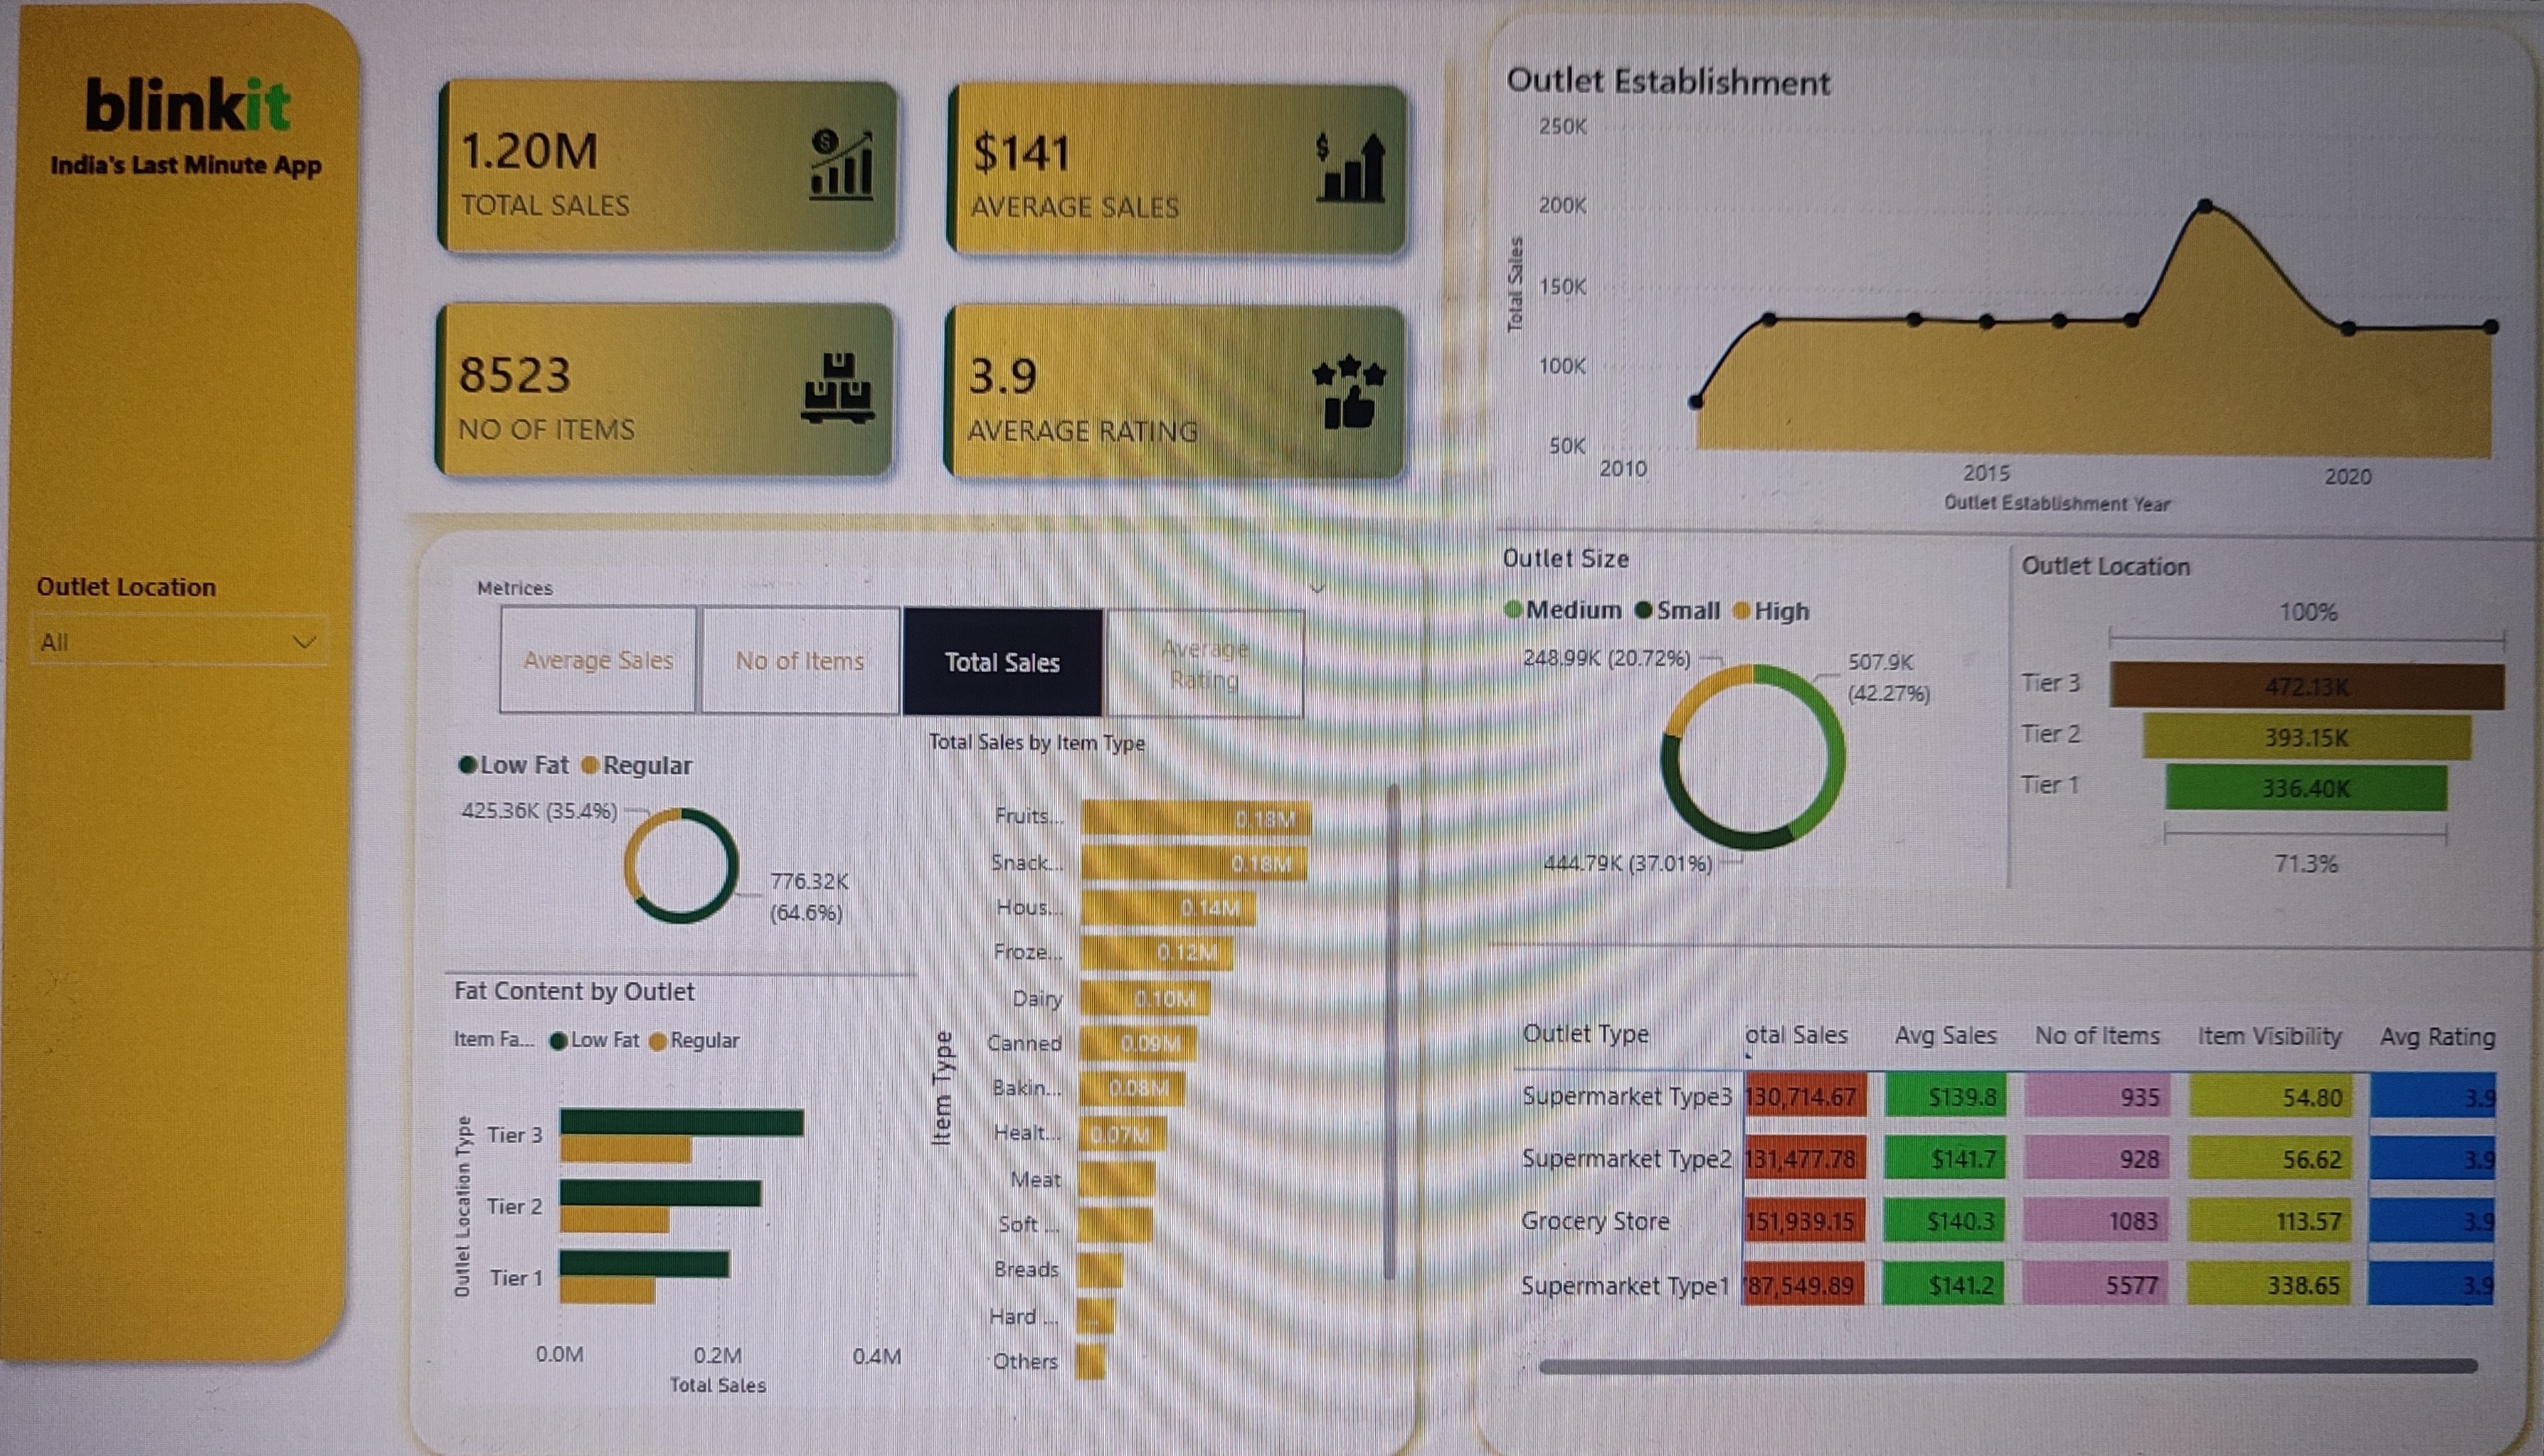 blinkit
India's Last Minute App
Outlet Location
All
1.20M
TOTAL SALES
$141
AVERAGE SALES
8523
NO OF ITEMS
3.9
AVERAGE RATING
Metrices
Average Sales
No of Items
Total Sales
Average
Rating
Low Fat Regular
425.36K (35.4%)
776.32K
(64.6%)
Fat Content by Outlet
Item Fa... Low Fat Regular
Outlet Location Type
Tier 3
Tier 2
Tier 1
0.0M 0.2M 0.4M
Total Sales
Total Sales by Item Type
Item Type
Fruits... 0.18M
Snack... 0.18M
Hous... 0.14M
Froze... 0.12M
Dairy 0.10M
Canned 0.09M
Bakin... 0.08M
Healt... 0.07M
Meat
Soft ...
Breads
Hard ... ...
Others
Outlet Establishment
Total Sales
250K
200K
150K
100K
50K
2010 2015 2020
Outlet Establishment Year
Outlet Size
Medium Small High
248.99K (20.72%)
507.9K
(42.27%)
444.79K (37.01%)
Outlet Location
100%
Tier 3 472.13K
Tier 2 393.15K
Tier 1 336.40K
71.3%
Outlet Type otal Sales Avg Sales No of Items Item Visibility Avg Rating
Supermarket Type3 130,714.67 $139.8 935 54.80 3.9
Supermarket Type2 131,477.78 $141.7 928 56.62 3.9
Grocery Store 151,939.15 $140.3 1083 113.57 3.9
Supermarket Type1 87,549.89 $141.2 5577 338.65 3.9